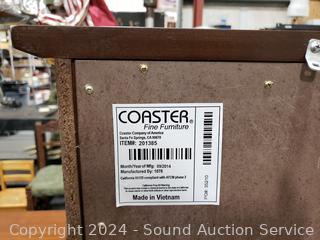 COASTER®
Fine Furniture
Coaster Company of America
Santa Fe Springs, CA 90670
ITEM#: 201385
Month/Year of Mfg: 09/2014
Manufactured By: 1078
California 93120 compliant with ATCM phase 2
Made in Vietnam
Copyright 2024 - Sound Auction Service